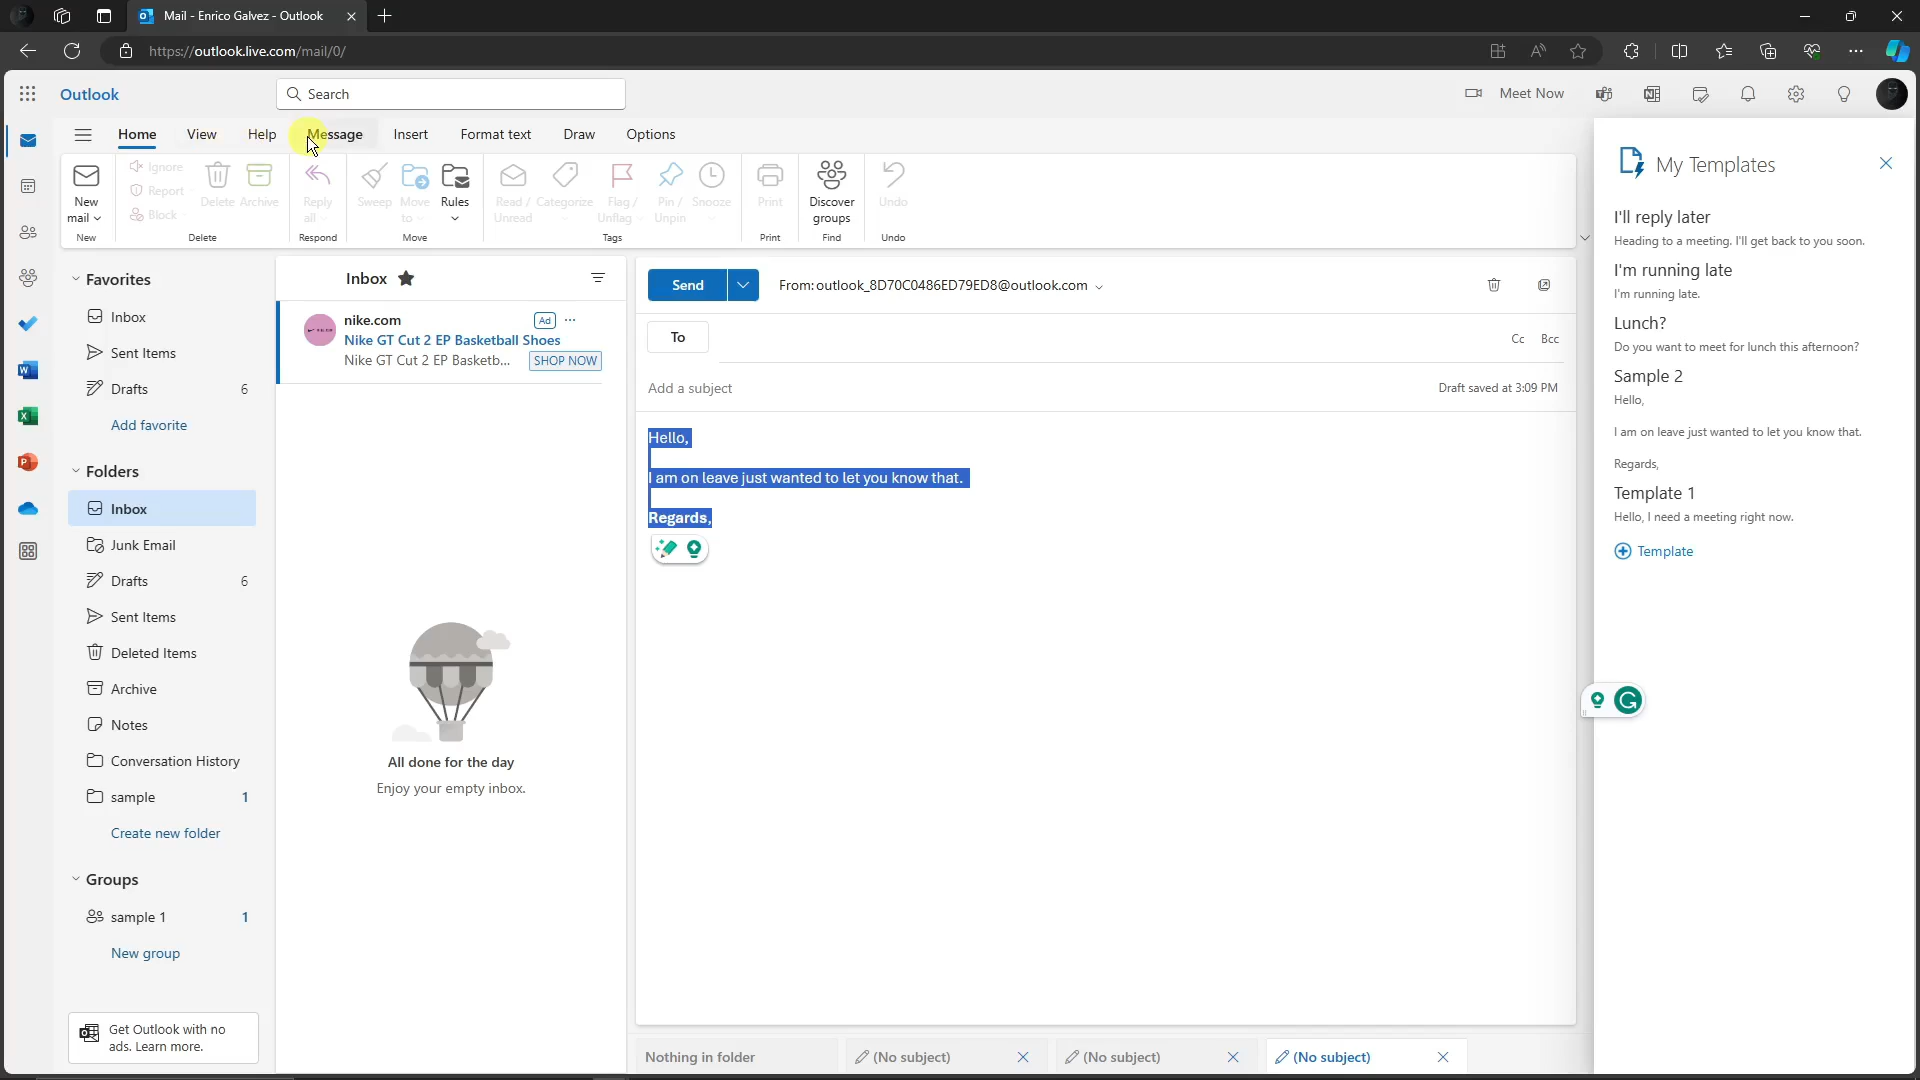 Mail - Enrico Galvez - Outlook
https://outlook.live.com/mail/0/
Outlook
Search
Meet Now
Home
View
Help
Message
Insert
Format text
Draw
Options
New mail
New
Ignore
Report
Block
Delete
Archive
Delete
Reply all
Respond
Sweep
Move to
Rules
Move
Read / Unread
Categorize
Flag / Unflag
Pin / Unpin
Snooze
Tags
Print
Print
Discover groups
Find
Undo
Undo
Favorites
Inbox
Sent Items
Drafts 6
Add favorite
Folders
Inbox
Junk Email
Drafts 6
Sent Items
Deleted Items
Archive
Notes
Conversation History
sample 1
Create new folder
Groups
sample 1 1
New group
Get Outlook with no
ads. Learn more.
Inbox
nike.com
Ad
Nike GT Cut 2 EP Basketball Shoes
Nike GT Cut 2 EP Basketb...
SHOP NOW
All done for the day
Enjoy your empty inbox.
Send
From: outlook_8D70C0486ED79ED8@outlook.com
To
Cc
Bcc
Add a subject
Draft saved at 3:09 PM
Hello,
I am on leave just wanted to let you know that.
Regards,
Nothing in folder
(No subject)
(No subject)
(No subject)
My Templates
I'll reply later
Heading to a meeting. I'll get back to you soon.
I'm running late
I'm running late.
Lunch?
Do you want to meet for lunch this afternoon?
Sample 2
Hello,
I am on leave just wanted to let you know that.
Regards,
Template 1
Hello, I need a meeting right now.
Template